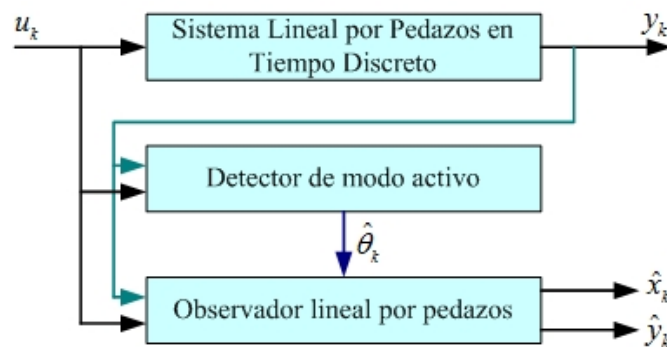 u_k
Sistema Lineal por Pedazos en
Tiempo Discreto
y_k
Detector de modo activo
θ̂_k
Observador lineal por pedazos
x̂_k
ŷ_k